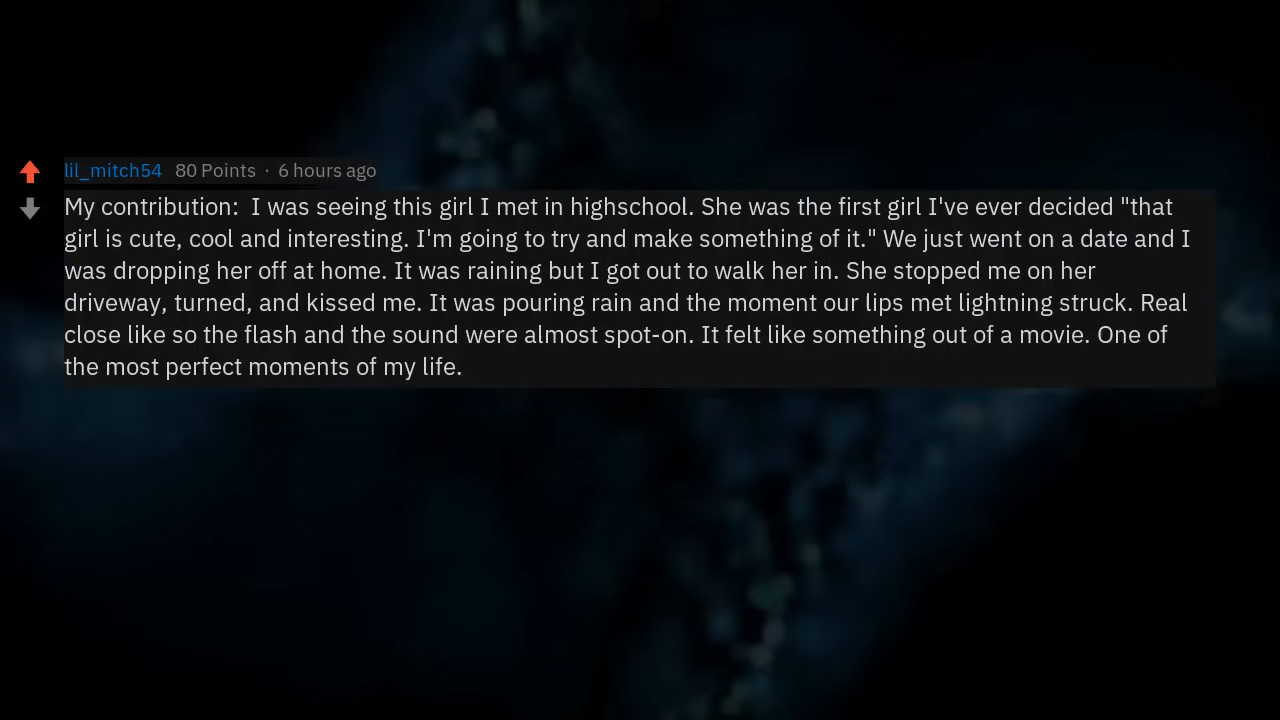 lil_mitch54 80 Points · 6 hours ago
My contribution:  I was seeing this girl I met in highschool. She was the first girl I've ever decided "that
girl is cute, cool and interesting. I'm going to try and make something of it." We just went on a date and I
was dropping her off at home. It was raining but I got out to walk her in. She stopped me on her
driveway, turned, and kissed me. It was pouring rain and the moment our lips met lightning struck. Real
close like so the flash and the sound were almost spot-on. It felt like something out of a movie. One of
the most perfect moments of my life.